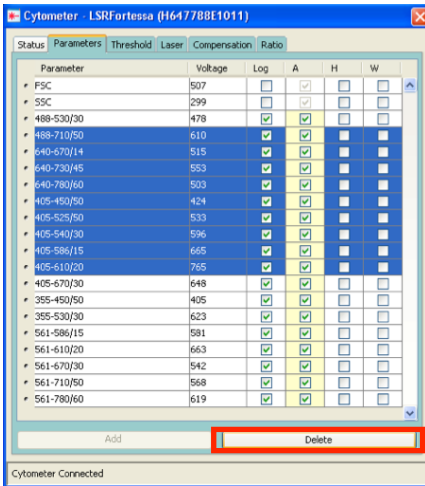 Cytometer - LSRFortessa (H647788E1011)
Status Parameters Threshold Laser Compensation Ratio
Parameter Voltage Log A H W
FSC 507
SSC 299
488-530/30 478
488-710/50 610
640-670/14 515
640-730/45 553
640-780/60 503
405-450/50 424
405-525/50 533
405-540/30 596
405-586/15 665
405-610/20 765
405-670/30 648
355-450/50 405
355-530/30 623
561-586/15 581
561-610/20 663
561-670/30 542
561-710/50 568
561-780/60 619
Add Delete
Cytometer Connected